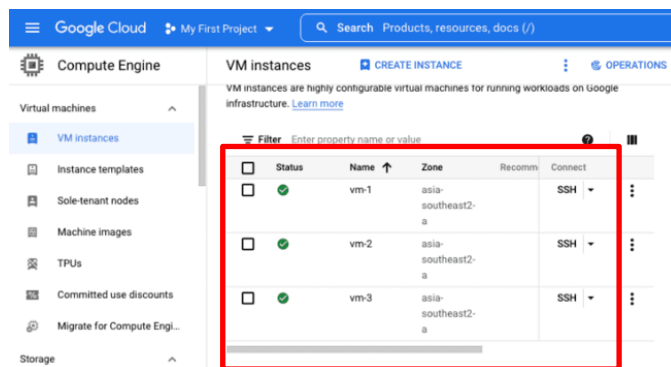 Google Cloud My First Project Search Products, resources, docs (/)
Compute Engine VM instances CREATE INSTANCE OPERATIONS
VM instances are highly configurable virtual machines for running workloads on Google
infrastructure. Learn more
Virtual machines
VM instances
Instance templates
Sole-tenant nodes
Machine images
TPUs
Committed use discounts
Migrate for Compute Engi...
Storage
Filter Enter property name or value
Status Name Zone Recomm Connect
vm-1 asia- SSH
southeast2-
a
vm-2 asia- SSH
southeast2-
a
vm-3 asia- SSH
southeast2-
a